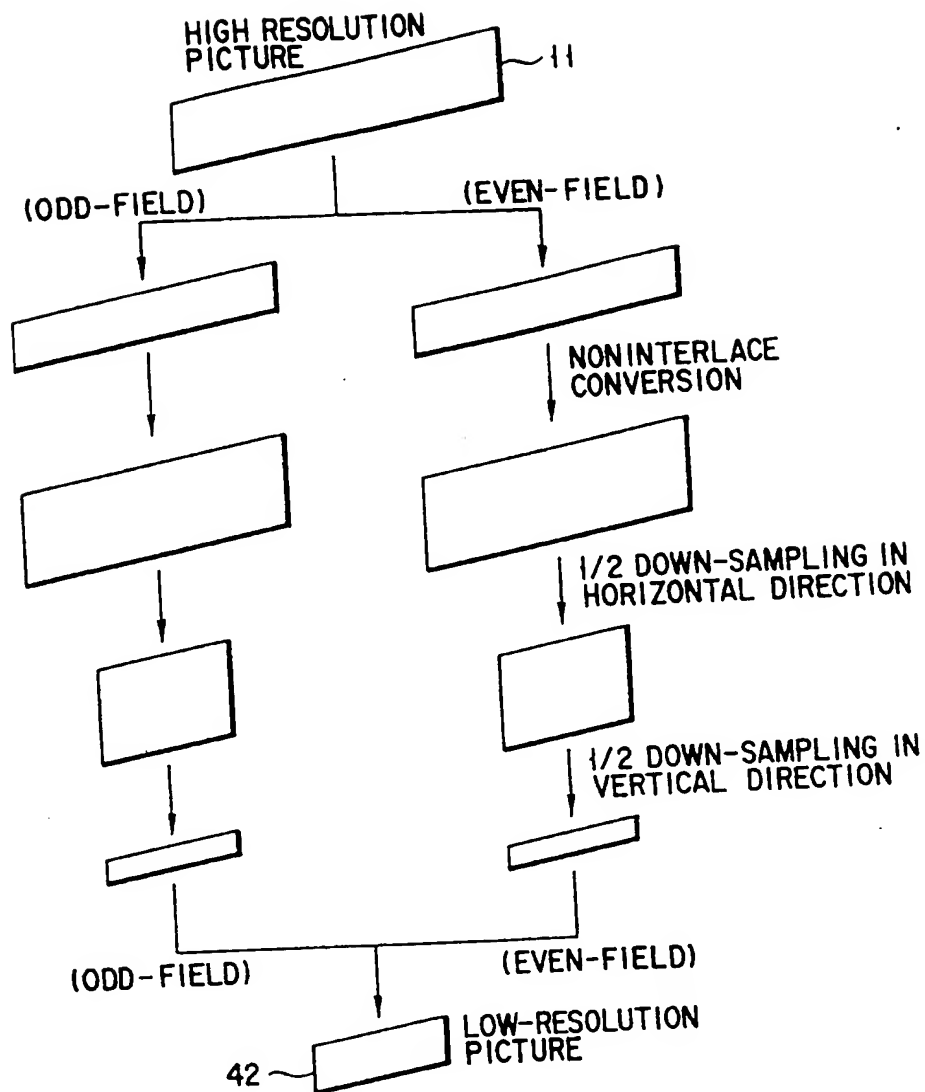 HIGH RESOLUTION
PICTURE
11
(ODD-FIELD)
(EVEN-FIELD)
NONINTERLACE
CONVERSION
1/2 DOWN-SAMPLING IN
HORIZONTAL DIRECTION
1/2 DOWN-SAMPLING IN
VERTICAL DIRECTION
(ODD-FIELD)
(EVEN-FIELD)
LOW-RESOLUTION
PICTURE
42